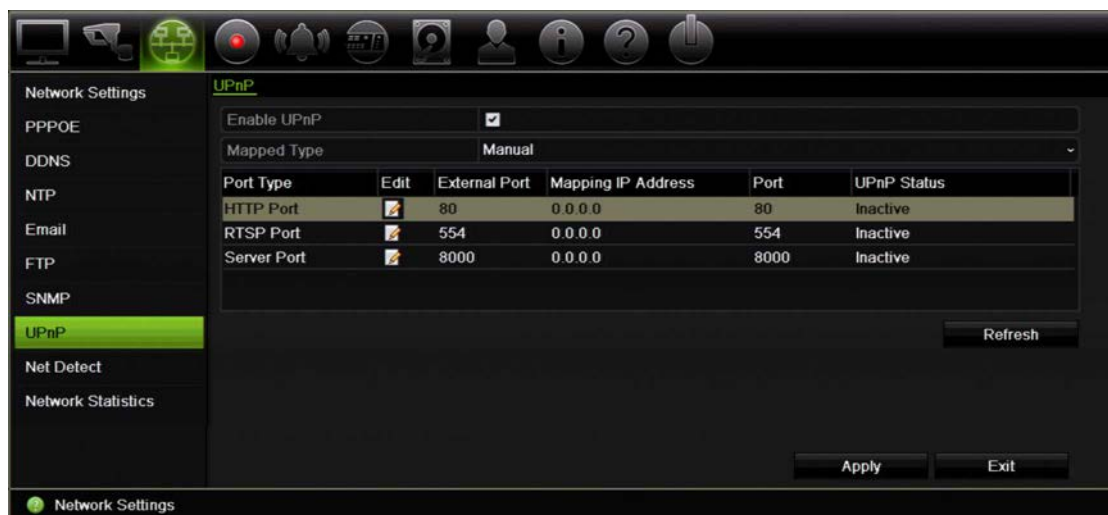 UPnP
Network Settings
PPPOE
DDNS
NTP
Email
FTP
SNMP
UPnP
Net Detect
Network Statistics
Enable UPnP
Mapped Type Manual
Port Type Edit External Port Mapping IP Address Port UPnP Status
HTTP Port 80 0.0.0.0 80 Inactive
RTSP Port 554 0.0.0.0 554 Inactive
Server Port 8000 0.0.0.0 8000 Inactive
Refresh
Apply Exit
Network Settings